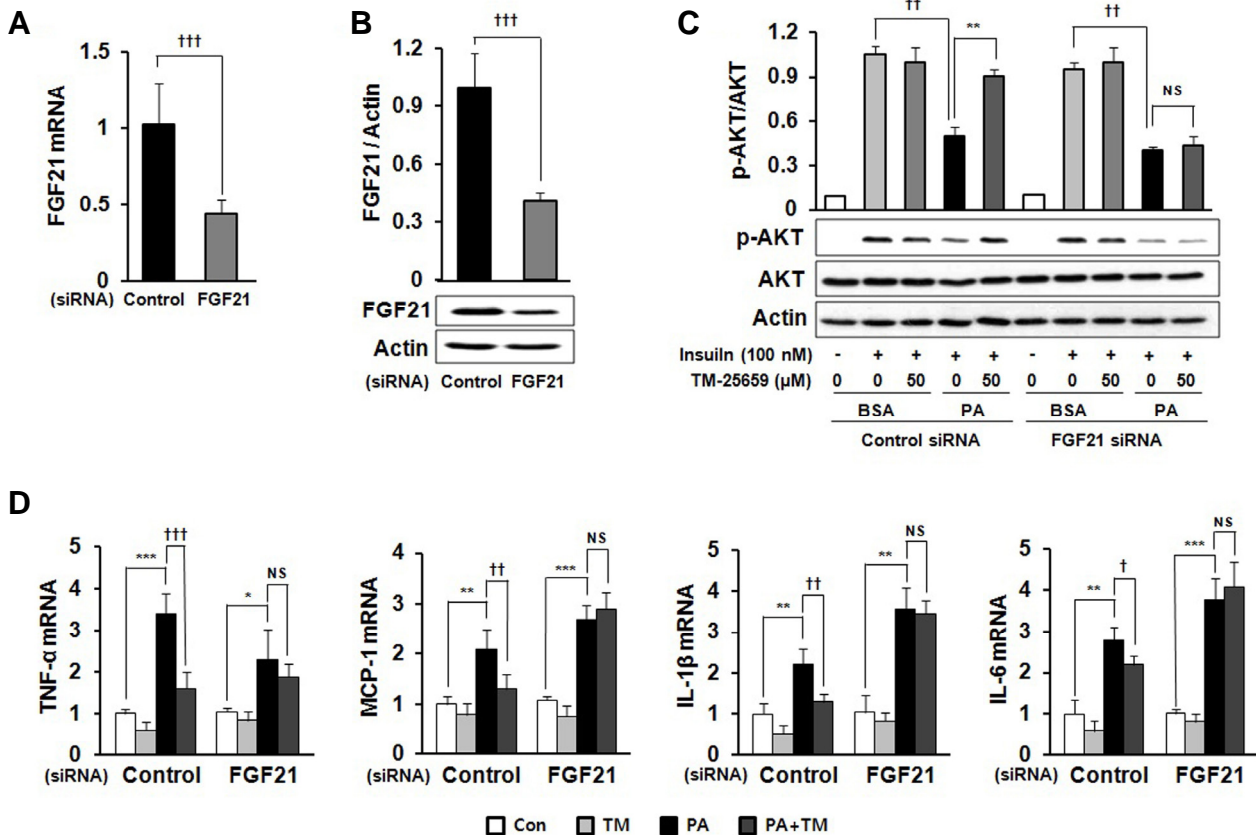 A
†††
1.5
1
0.5
0
FGF21 mRNA
(siRNA) Control FGF21
B
†††
1.2
0.9
0.6
0.3
0
FGF21 / Actin
FGF21
Actin
(siRNA) Control FGF21
C
†† ** †† NS
1.2
0.9
0.6
0.3
0
p-AKT/AKT
p-AKT
AKT
Actin
Insuiln (100 nM) - + + + + - + + + +
TM-25659 (μM) 0 0 50 0 50 0 0 50 0 50
BSA PA BSA PA
Control siRNA FGF21 siRNA
D
*** ††† * NS
5
4
3
2
1
0
TNF-α mRNA
(siRNA) Control FGF21
** †† *** NS
4
3
2
1
0
MCP-1 mRNA
(siRNA) Control FGF21
** †† ** NS
5
4
3
2
1
0
IL-1β mRNA
(siRNA) Control FGF21
** † *** NS
5
4
3
2
1
0
IL-6 mRNA
(siRNA) Control FGF21
Con TM PA PA+TM